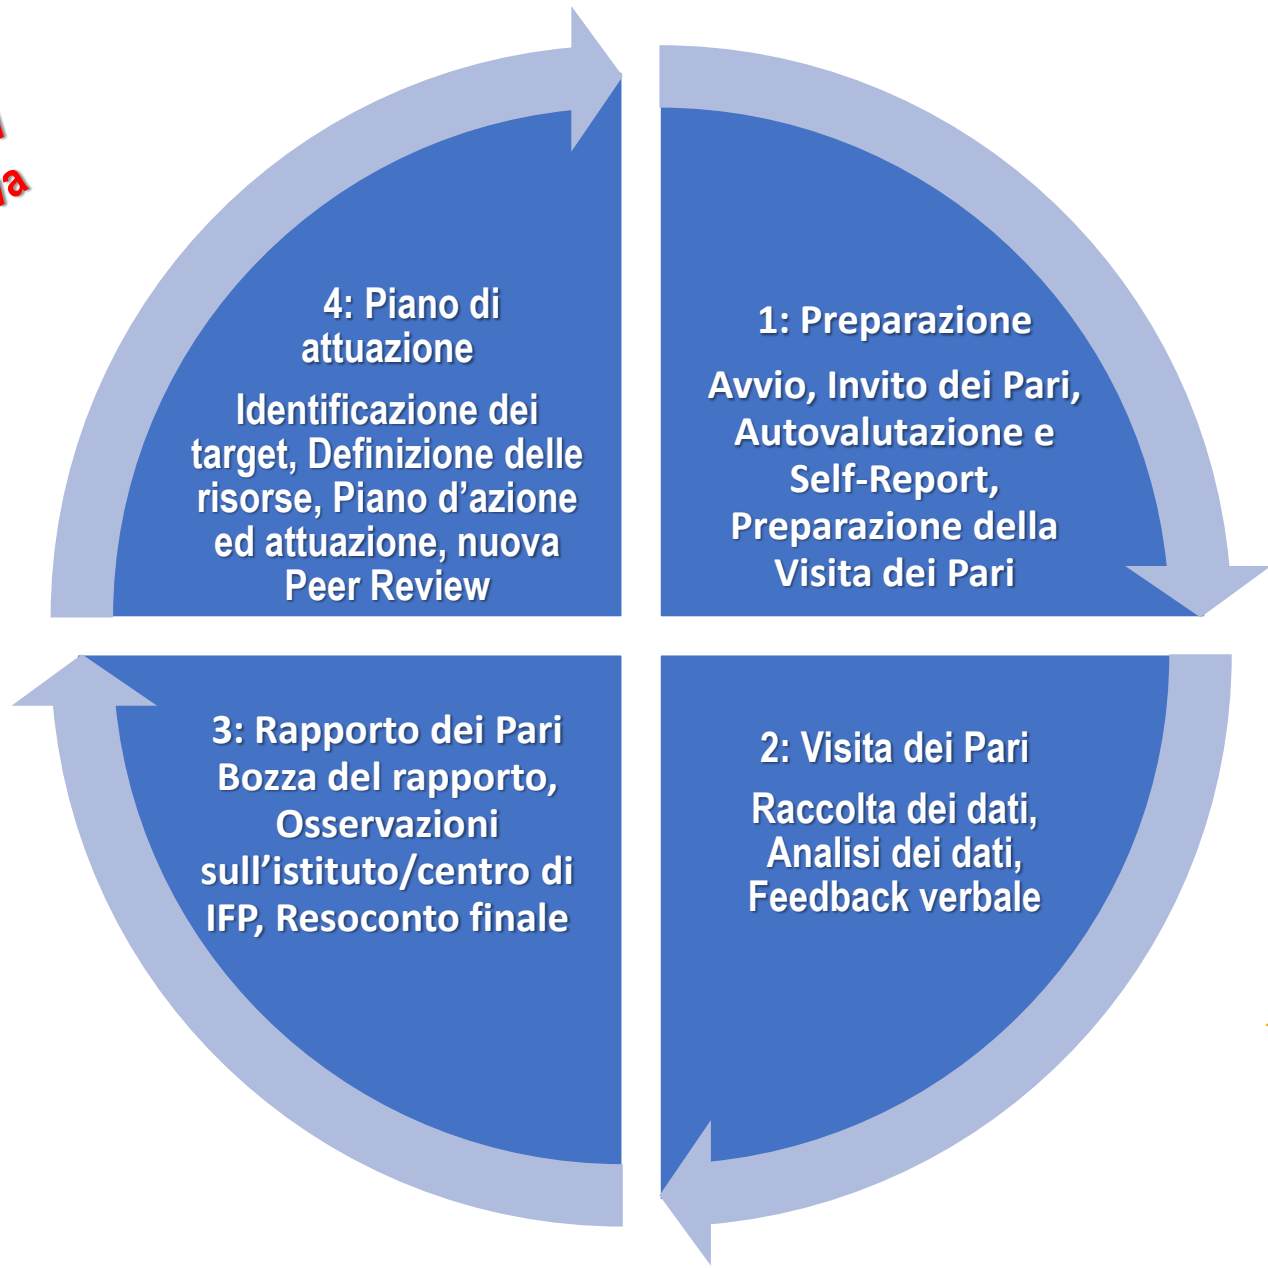 4: Piano di
attuazione
Identificazione dei
target, Definizione delle
risorse, Piano d’azione
ed attuazione, nuova
Peer Review
1: Preparazione
Avvio, Invito dei Pari,
Autovalutazione e
Self-Report,
Preparazione della
Visita dei Pari
3: Rapporto dei Pari
Bozza del rapporto,
Osservazioni
sull’istituto/centro di
IFP, Resoconto finale
2: Visita dei Pari
Raccolta dei dati,
Analisi dei dati,
Feedback verbale